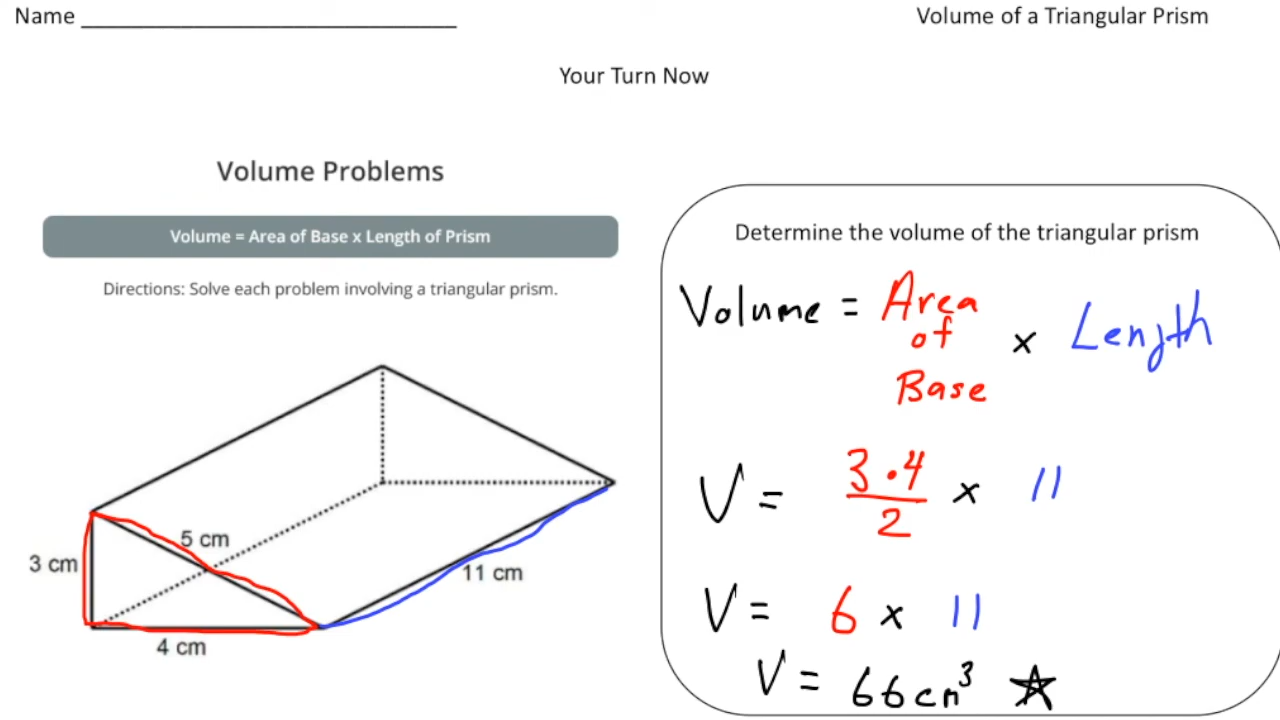 Name ____________________
Volume of a Triangular Prism
Your Turn Now
Volume Problems
Volume = Area of Base x Length of Prism
Directions: Solve each problem involving a triangular prism.
5 cm
3 cm
11 cm
4 cm
Determine the volume of the triangular prism
Volume = Area of Base x Length
V = 3·4/2 x 11
V = 6 x 11
V = 66cm³